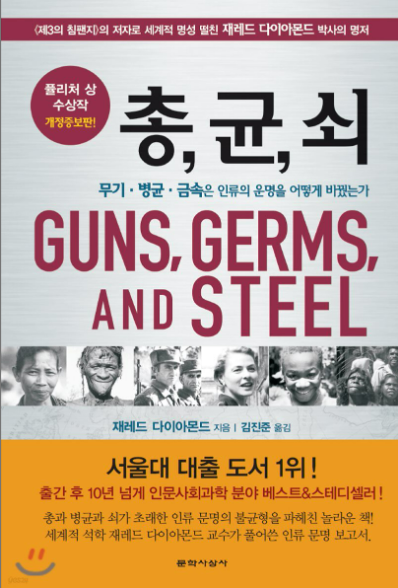 《제3의 침팬지》의 저자로 세계적 명성 떨친 재레드 다이아몬드 박사의 명저
퓰리처 상
수상작
개정증보판!
총, 균, 쇠
무기·병균·금속은 인류의 운명을 어떻게 바꿨는가
GUNS, GERMS,
AND STEEL
재레드 다이아몬드 지음 | 김진준 옮김
서울대 대출 도서 1위!
출간 후 10년 넘게 인문사회과학 분야 베스트&스테디셀러!
총과 병균과 쇠가 초래한 인류 문명의 불균형을 파헤친 놀라운 책!
세계적 석학 재레드 다이아몬드 교수가 풀어쓴 인류 문명 보고서.
문학사상사